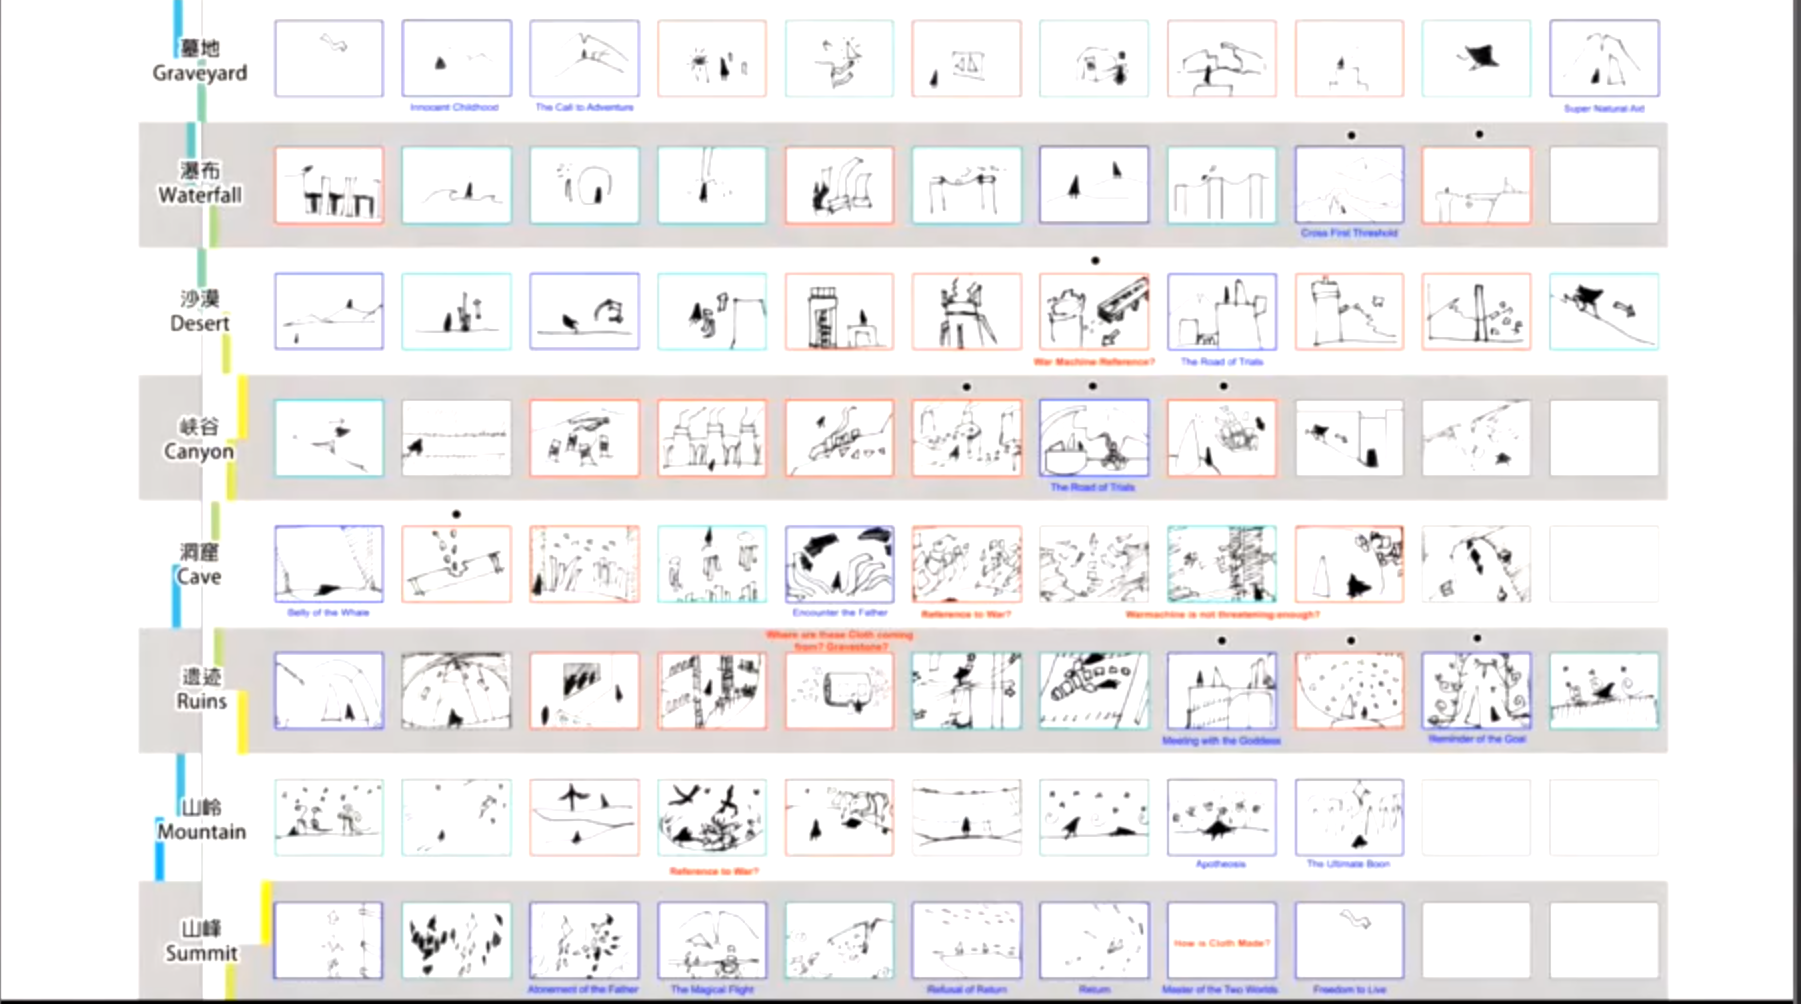 墓地
Graveyard
Innocent Childhood
The Call to Adventure
Super Natural Aid
瀑布
Waterfall
Cross First Threshold
沙漠
Desert
War Machine Reference?
The Road of Trials
峡谷
Canyon
The Road of Trials
洞窟
Cave
Belly of the Whale
Encounter the Father
Reference to War?
Warmachine is not threatening enough?
遗迹
Ruins
Where are these Cloth coming
from? Gravestone?
Meeting with the Goddess
Reminder of the Goal
山岭
Mountain
Reference to War?
Apotheosis
The Ultimate Boon
山峰
Summit
How is Cloth Made?
Atonement of the Father
The Magical Flight
Refusal of Return
Return
Master of the Two Worlds
Freedom to Live